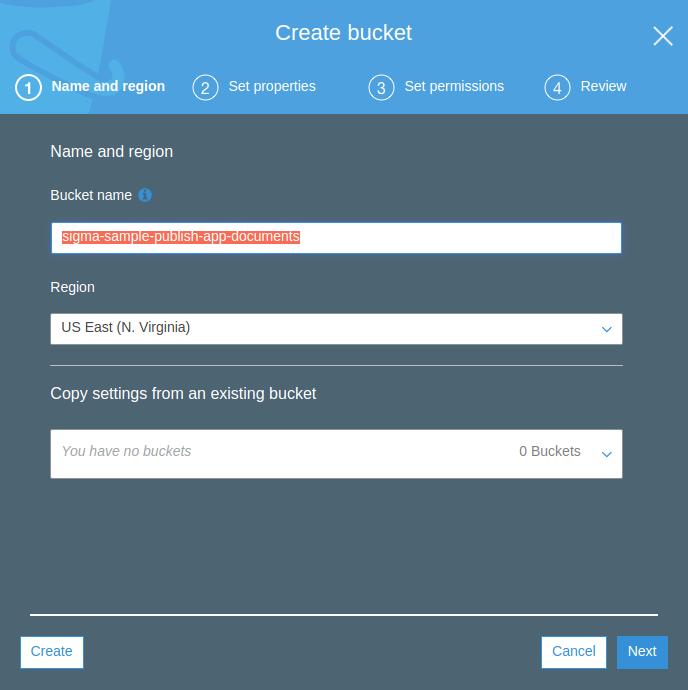 Create bucket
1 Name and region 2 Set properties 3 Set permissions 4 Review
Name and region
Bucket name
sigma-sample-publish-app-documents
Region
US East (N. Virginia)
Copy settings from an existing bucket
You have no buckets 0 Buckets
Create Cancel Next